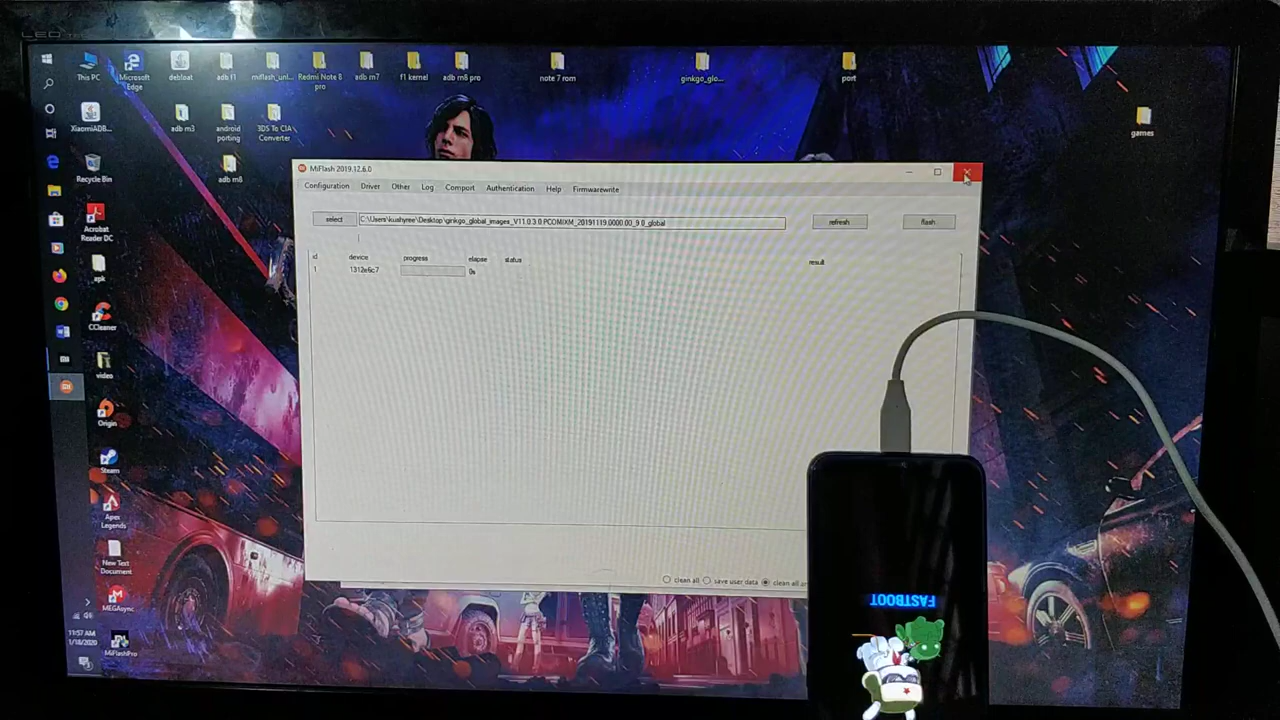 LED
This PC
Microsoft
Edge
debloat
adb f1
miflash_unl...
Redmi Note 8
pro
adb m7
f1 kernel
adb rn8 pro
note 7 rom
ginkgo_glo...
port
XiaomiADB...
adb m3
android
porting
3DS To CIA
Converter
games
Recycle Bin
adb m8
Acrobat
Reader DC
apk
CCleaner
video
Origin
Steam
Apex
Legends
New Text
Document
MEGAsync
MiFlashPro
11:57 AM
1/18/2020
MiFlash 2019.12.6.0
Configuration
Driver
Other
Log
Comport
Authentication
Help
Firmwarewrite
select
C:\Users\kushyree\Desktop\ginkgo_global_images_V11.0.3.0.PCOMIXM_20191119.0000.00_9.0_global
refresh
flash
id
device
progress
elapse
status
result
1
1312e6c7
0s
clean all
save user data
clean all an
FASTBOOT